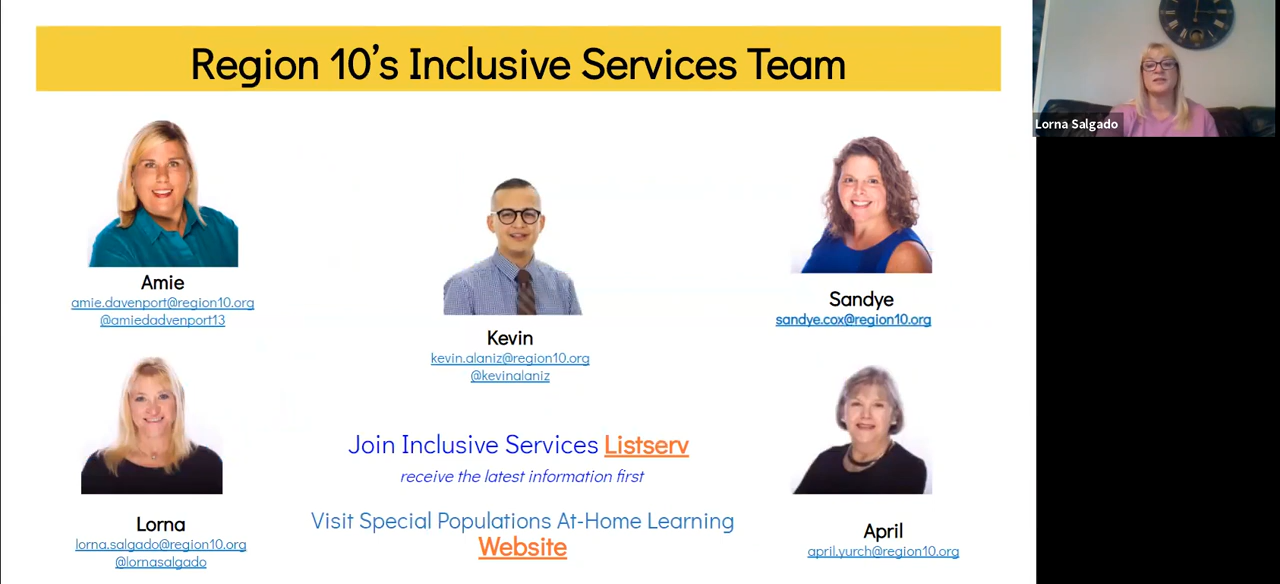 Region 10's Inclusive Services Team
Lorna Salgado
Amie
amie.davenport@region10.org
@amiedadvenport13
Kevin
kevin.alaniz@region10.org
@kevinalaniz
Sandye
sandye.cox@region10.org
Lorna
lorna.salgado@region10.org
@lornasalgado
Join Inclusive Services Listserv
receive the latest information first
Visit Special Populations At-Home Learning
Website
April
april.yurch@region10.org